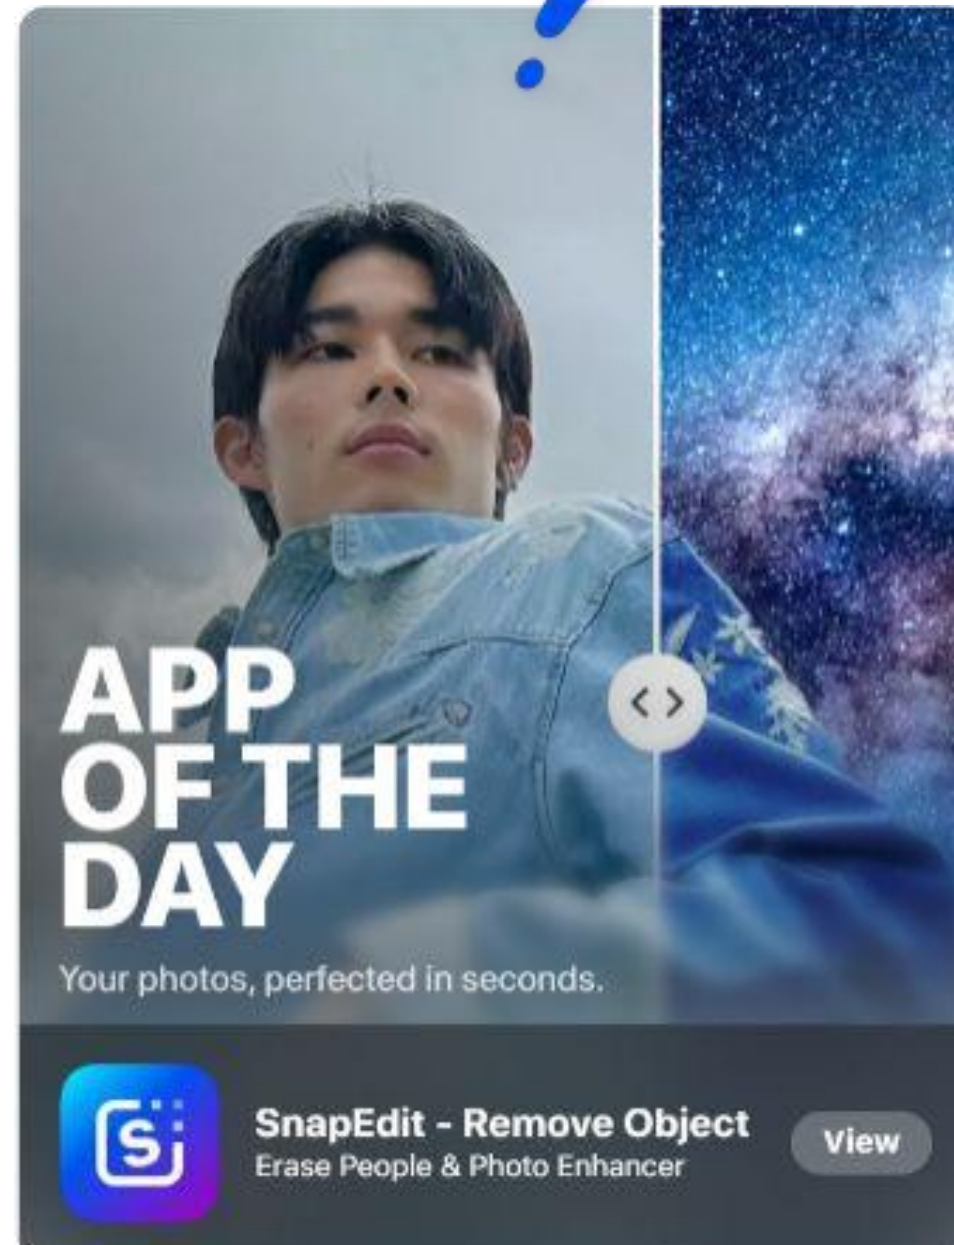 APP
OF THE
DAY
Your photos, perfected in seconds.
S
SnapEdit - Remove Object
Erase People & Photo Enhancer
View